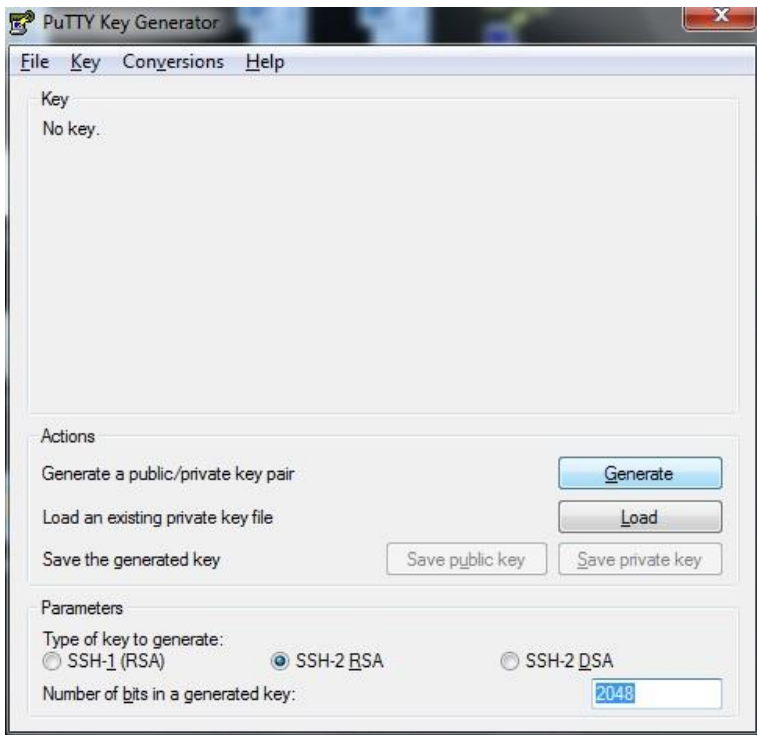 PuTTY Key Generator
File Key Conversions Help
Key
No key.
Actions
Generate a public/private key pair Generate
Load an existing private key file Load
Save the generated key Save public key Save private key
Parameters
Type of key to generate:
SSH-1 (RSA) SSH-2 RSA SSH-2 DSA
Number of bits in a generated key: 2048